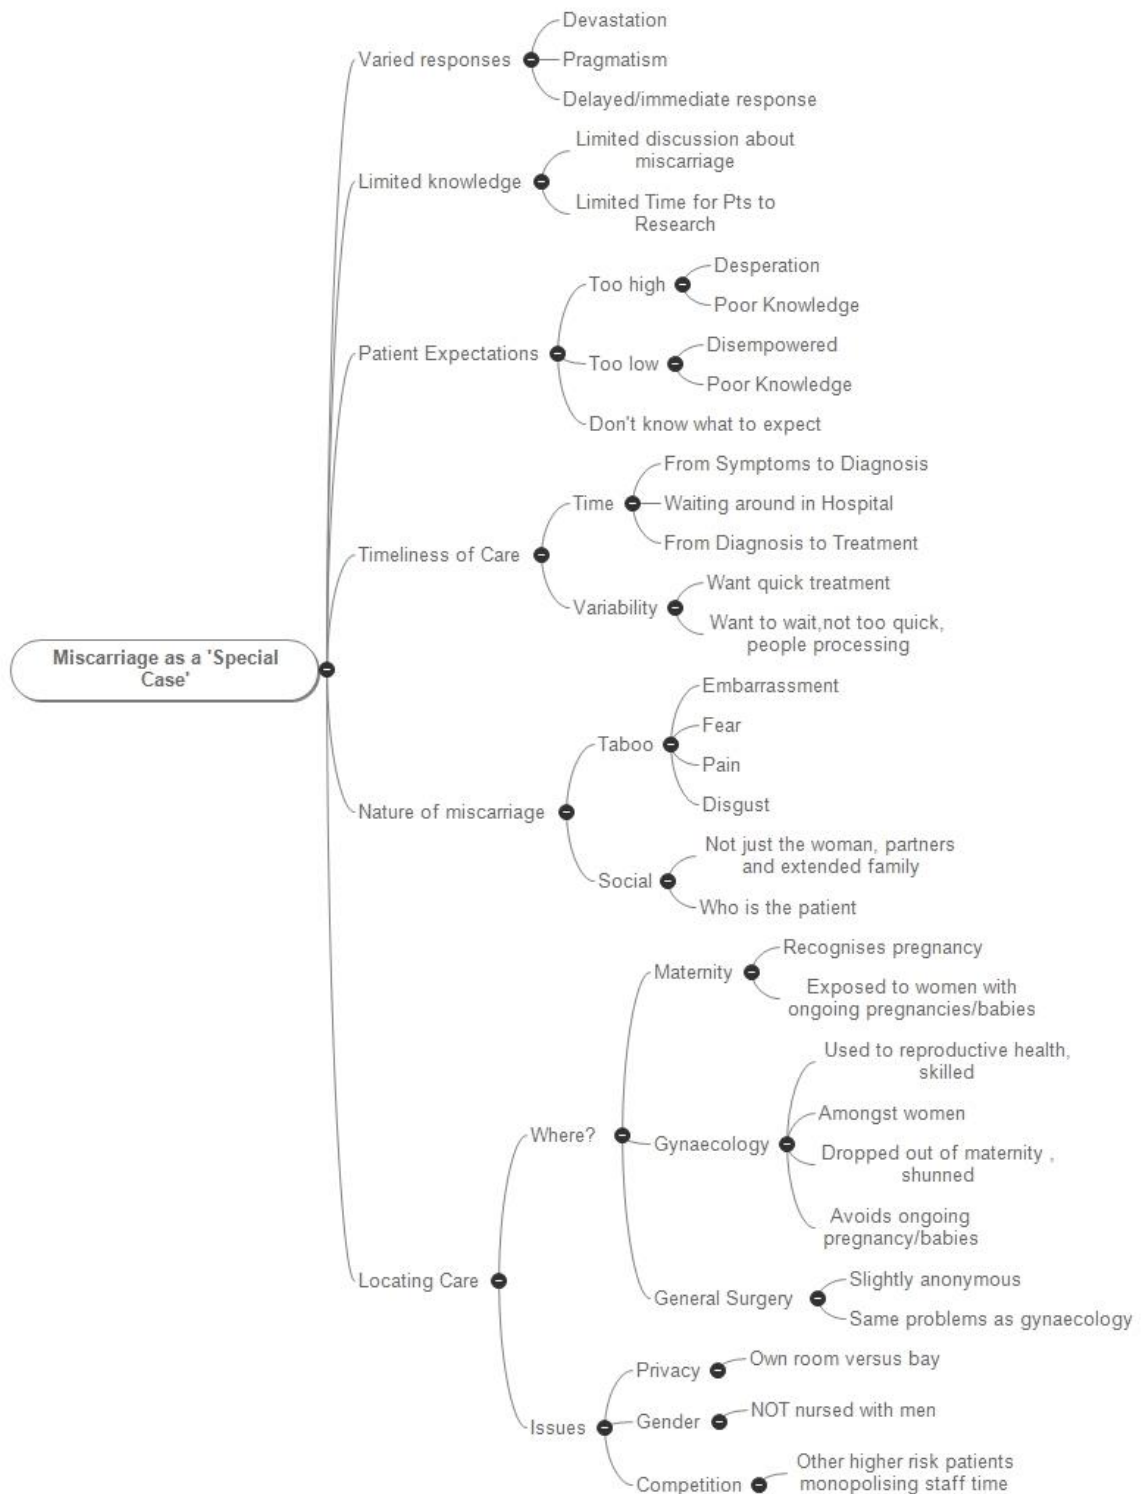 Devastation
Varied responses
Pragmatism
Delayed/immediate response
Limited discussion about
miscarriage
Limited knowledge
Limited Time for Pts to
Research
Desperation
Too high
Poor Knowledge
Patient Expectations
Disempowered
Too low
Poor Knowledge
Don't know what to expect
From Symptoms to Diagnosis
Time
Waiting around in Hospital
From Diagnosis to Treatment
Timeliness of Care
Want quick treatment
Variability
Want to wait,not too quick,
people processing
Miscarriage as a 'Special
Case'
Embarrassment
Fear
Taboo
Pain
Disgust
Nature of miscarriage
Not just the woman, partners
and extended family
Social
Who is the patient
Recognises pregnancy
Maternity
Exposed to women with
ongoing pregnancies/babies
Used to reproductive health,
skilled
Where?
Amongst women
Gynaecology
Dropped out of maternity ,
shunned
Avoids ongoing
pregnancy/babies
Locating Care
Slightly anonymous
General Surgery
Same problems as gynaecology
Own room versus bay
Privacy
NOT nursed with men
Gender
Issues
Other higher risk patients
monopolising staff time
Competition